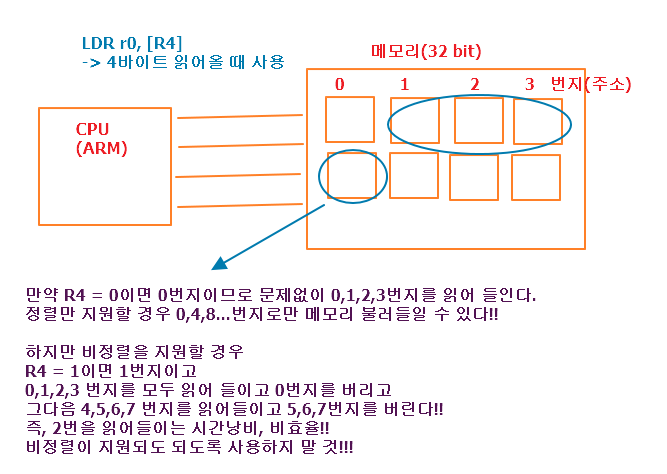 LDR r0, [R4]
-> 4바이트 읽어올 때 사용
메모리(32 bit)
0 1 2 3 번지(주소)
CPU
(ARM)
만약 R4 = 0이면 0번지이므로 문제없이 0,1,2,3번지를 읽어 들인다.
정렬만 지원할 경우 0,4,8...번지로만 메모리 불러들일 수 있다!!
하지만 비정렬을 지원할 경우
R4 = 1이면 1번지이고
0,1,2,3 번지를 모두 읽어 들이고 0번지를 버리고
그다음 4,5,6,7 번지를 읽어들이고 5,6,7번지를 버린다!!
즉, 2번을 읽어들이는 시간낭비, 비효율!!
비정렬이 지원되도 되도록 사용하지 말 것!!!